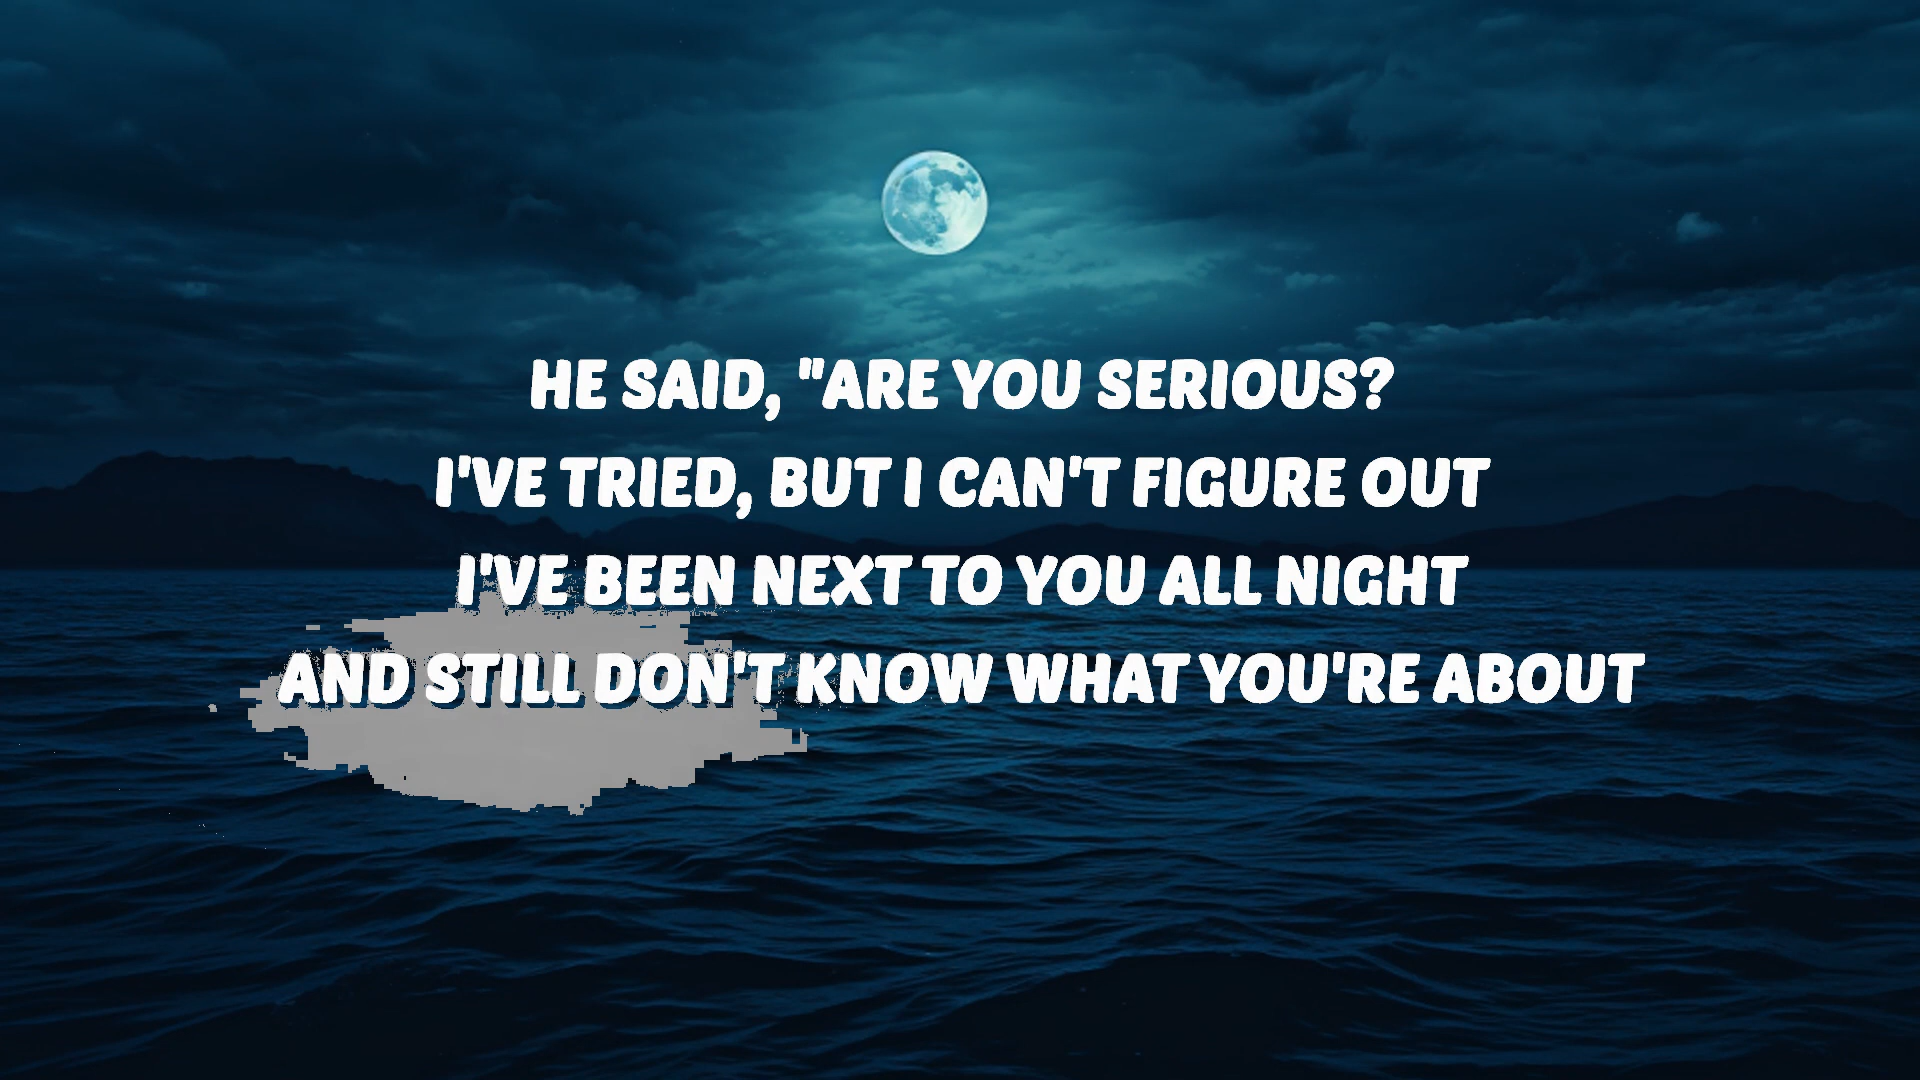 HE SAID, "ARE YOU SERIOUS?
I'VE TRIED, BUT I CAN'T FIGURE OUT
I'VE BEEN NEXT TO YOU ALL NIGHT
AND STILL DON'T KNOW WHAT YOU'RE ABOUT